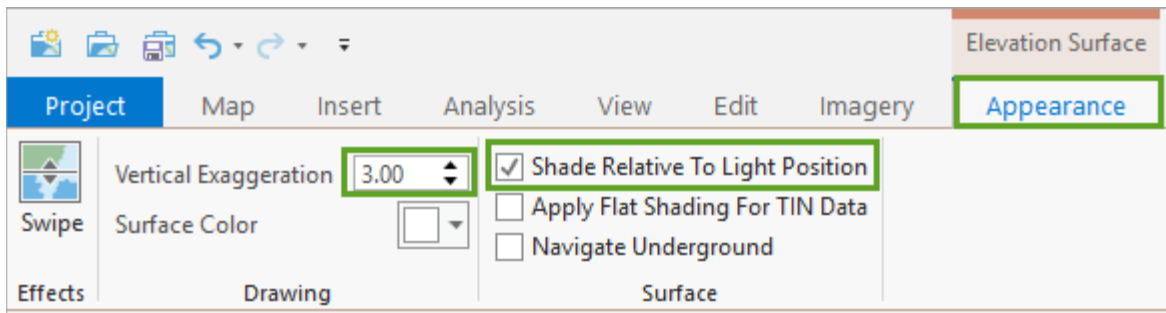 Elevation Surface
Project Map Insert Analysis View Edit Imagery Appearance
Swipe
Effects
Vertical Exaggeration 3.00
Surface Color
Drawing
Shade Relative To Light Position
Apply Flat Shading For TIN Data
Navigate Underground
Surface